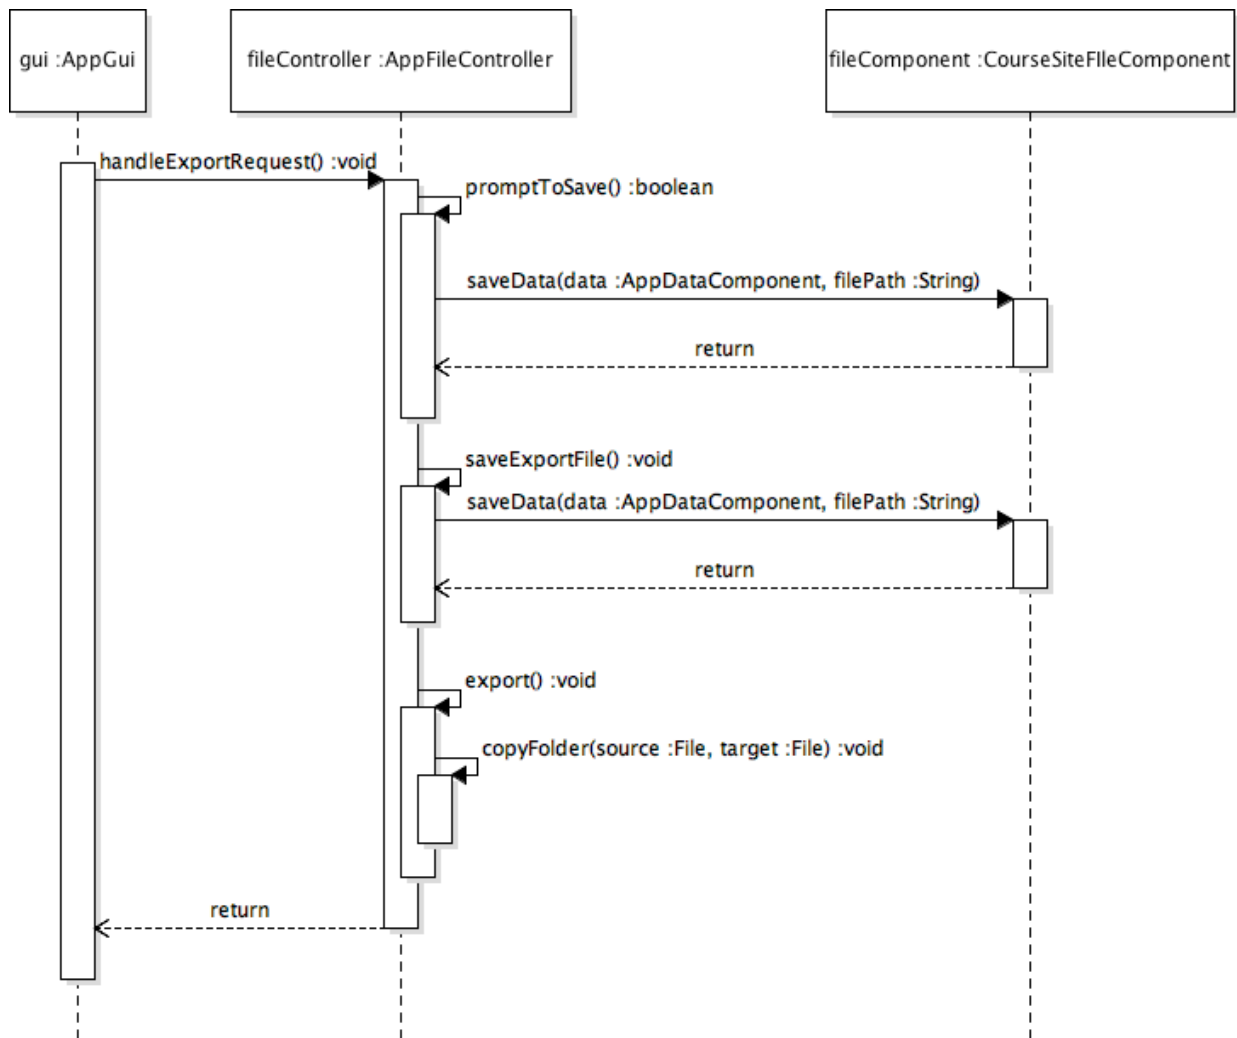 gui :AppGui
fileController :AppFileController
fileComponent :CourseSiteFIleComponent
handleExportRequest() :void
promptToSave() :boolean
saveData(data :AppDataComponent, filePath :String)
return
saveExportFile() :void
saveData(data :AppDataComponent, filePath :String)
return
export() :void
copyFolder(source :File, target :File) :void
return